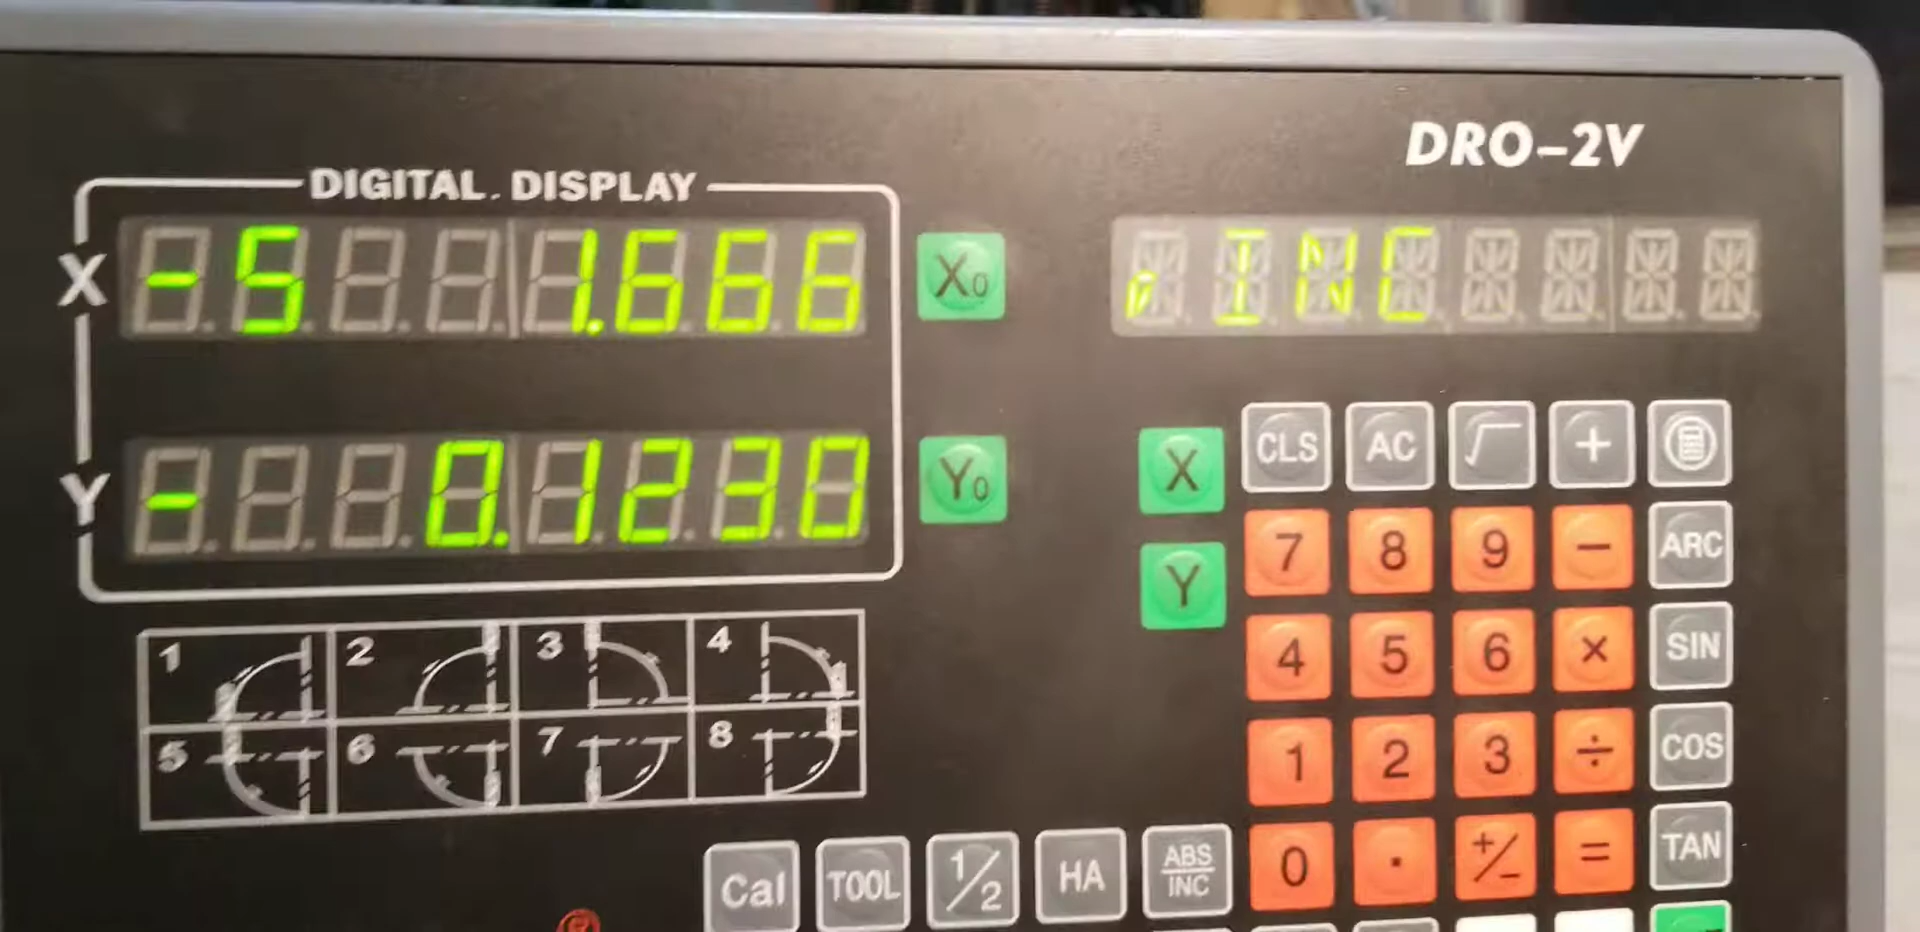 DRO-2V
DIGITAL. DISPLAY
X -5 1.666 X0
INC
Y - 0.1230 Y0
X CLS AC √ +
7 8 9 - ARC
Y
4 5 6 × SIN
1 2 3 4
5 6 7 8
1 2 3 ÷ COS
Cal TOOL 1/2 HA ABS/INC 0 . +/- = TAN
®